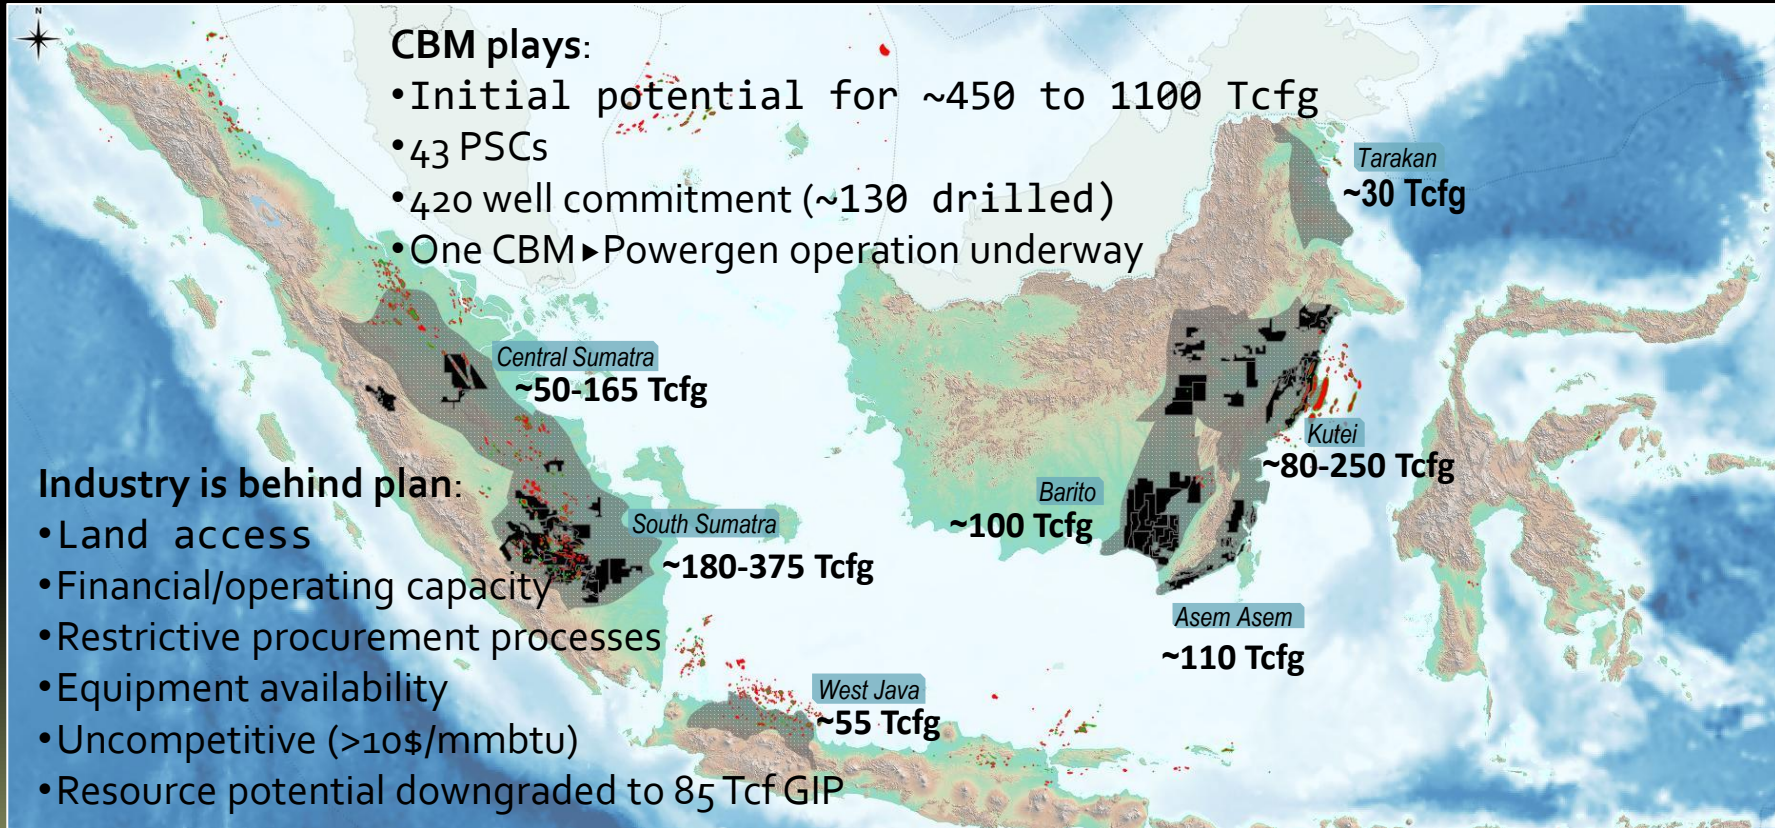 N
CBM plays:
•Initial potential for ~450 to 1100 Tcfg
•43 PSCs
•420 well commitment (~130 drilled)
•One CBM▶Powergen operation underway
Tarakan
~30 Tcfg
Central Sumatra
~50-165 Tcfg
Kutei
~80-250 Tcfg
Barito
~100 Tcfg
South Sumatra
~180-375 Tcfg
Asem Asem
~110 Tcfg
West Java
~55 Tcfg
Industry is behind plan:
•Land access
•Financial/operating capacity
•Restrictive procurement processes
•Equipment availability
•Uncompetitive (>10$/mmbtu)
•Resource potential downgraded to 85 Tcf GIP